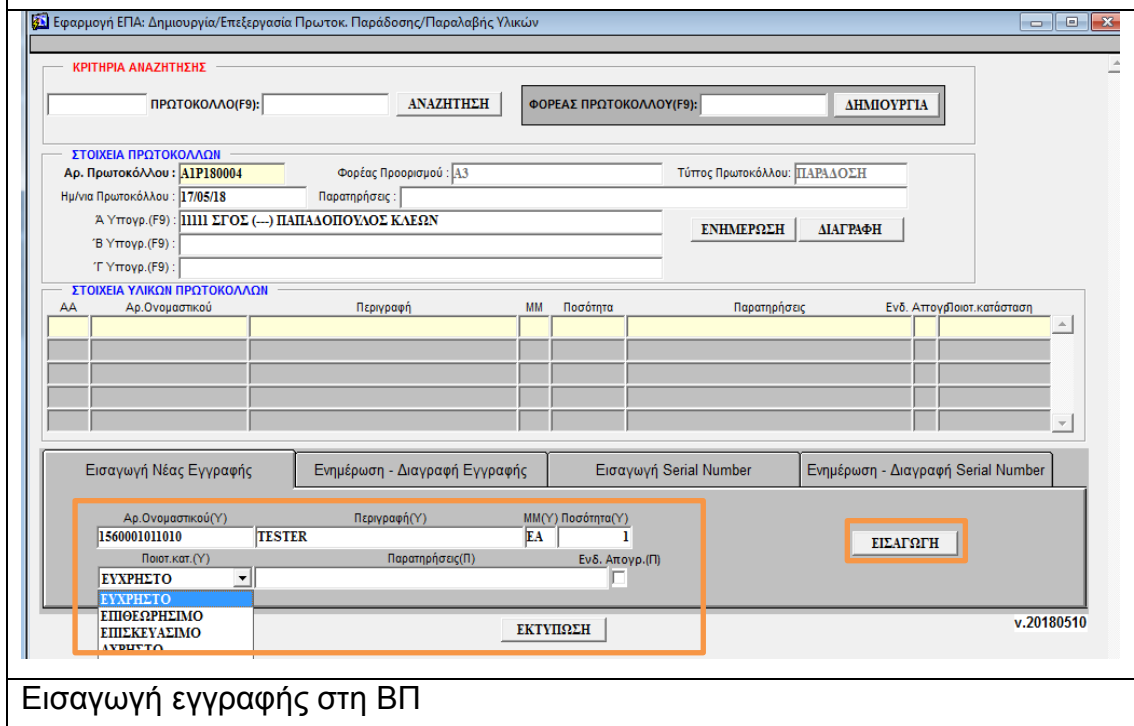 Εφαρμογή ΕΠΑ: Δημιουργία/Επεξεργασία Πρωτοκ. Παράδοσης/Παραλαβής Υλικών
ΚΡΙΤΗΡΙΑ ΑΝΑΖΗΤΗΣΗΣ
ΠΡΩΤΟΚΟΛΛΟ(F9): ΑΝΑΖΗΤΗΣΗ ΦΟΡΕΑΣ ΠΡΩΤΟΚΟΛΛΟΥ(F9): ΔΗΜΙΟΥΡΓΙΑ
ΣΤΟΙΧΕΙΑ ΠΡΩΤΟΚΟΛΛΩΝ
Αρ. Πρωτοκόλλου : A1P180004 Φορέας Προορισμού : A3 Τύπος Πρωτοκόλλου: ΠΑΡΑΔΟΣΗ
Ημ/νια Πρωτοκόλλου : 17/05/18 Παρατηρήσεις :
Ά Υπογρ.(F9) : 11111 ΣΓΟΣ (---) ΠΑΠΑΔΟΠΟΥΛΟΣ ΚΛΕΩΝ
΄Β Υπογρ.(F9) : ΕΝΗΜΕΡΩΣΗ ΔΙΑΓΡΑΦΗ
΄Γ Υπογρ.(F9) :
ΣΤΟΙΧΕΙΑ ΥΛΙΚΩΝ ΠΡΩΤΟΚΟΛΛΩΝ
ΑΑ Αρ.Ονομαστικού Περιγραφή ΜΜ Ποσότητα Παρατηρήσεις Ενδ. Απογρ Ποιοτ.κατάσταση
Εισαγωγή Νέας Εγγραφής Ενημέρωση - Διαγραφή Εγγραφής Εισαγωγή Serial Number Ενημέρωση - Διαγραφή Serial Number
Αρ.Ονομαστικού(Υ) Περιγραφή(Υ) ΜΜ(Υ) Ποσότητα(Υ)
1560001011010 TESTER EA 1 ΕΙΣΑΓΩΓΗ
Ποιοτ.κατ.(Υ) Παρατηρήσεις(Π) Ενδ. Απογρ.(Π)
ΕΥΧΡΗΣΤΟ
ΕΥΧΡΗΣΤΟ
ΕΠΙΘΕΩΡΗΣΙΜΟ
ΕΠΙΣΚΕΥΑΣΙΜΟ
ΑΧΡΗΣΤΟ
ΕΚΤΥΠΩΣΗ v.20180510
Εισαγωγή εγγραφής στη ΒΠ